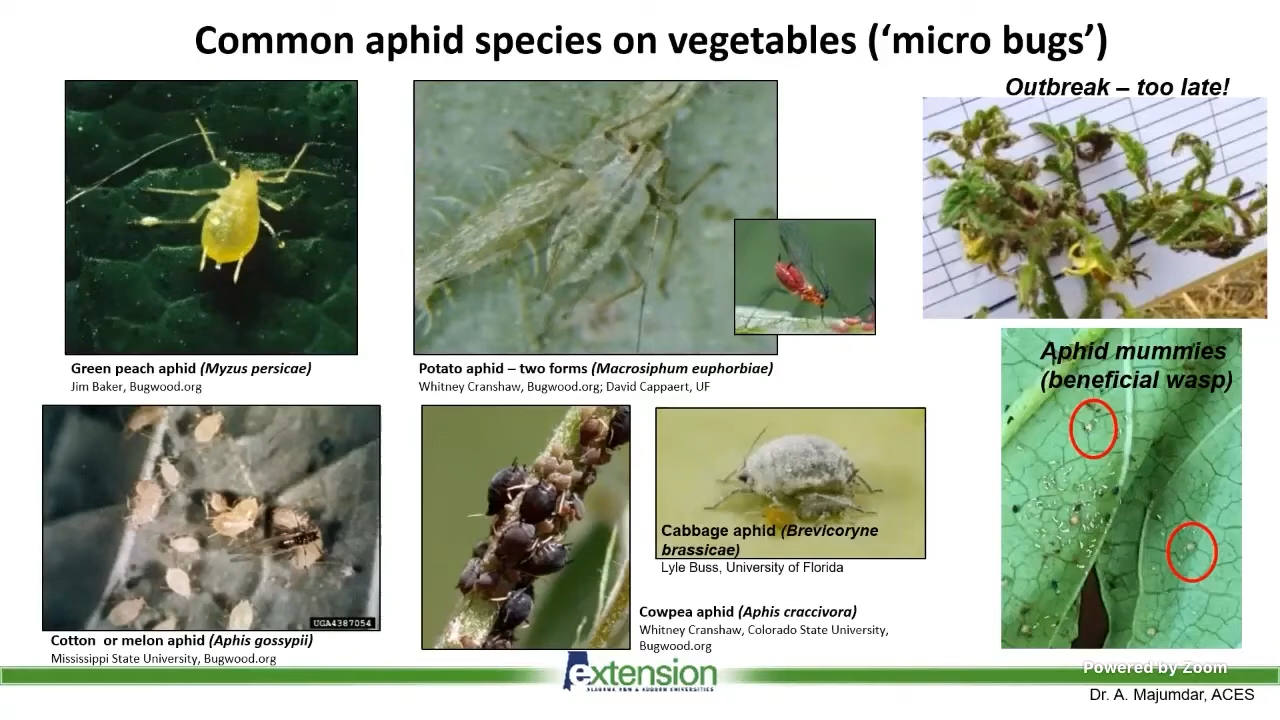 Common aphid species on vegetables (‘micro bugs’)
Outbreak – too late!
Green peach aphid (Myzus persicae)
Jim Baker, Bugwood.org
Potato aphid – two forms (Macrosiphum euphorbiae)
Whitney Cranshaw, Bugwood.org; David Cappaert, UF
Aphid mummies
(beneficial wasp)
UGA4387054
Cotton  or melon aphid (Aphis gossypii)
Mississippi State University, Bugwood.org
Cabbage aphid (Brevicoryne
brassicae)
Lyle Buss, University of Florida
Cowpea aphid (Aphis craccivora)
Whitney Cranshaw, Colorado State University,
Bugwood.org
extension
ALABAMA A&M & AUBURN UNIVERSITIES
Powered by Zoom
Dr. A. Majumdar, ACES